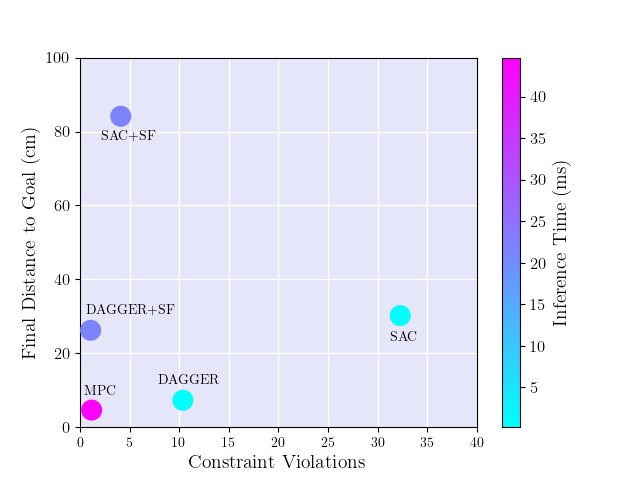 100
80
60
40
20
0
Final Distance to Goal (cm)
SAC+SF
DAGGER+SF
SAC
DAGGER
MPC
0 5 10 15 20 25 30 35 40
Constraint Violations
40
35
30
25
20
15
10
5
Inference Time (ms)